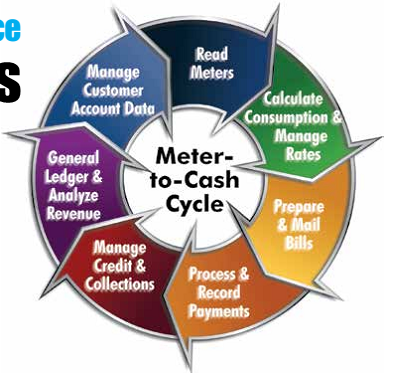 ce
S
Read
Meters
Calculate
Consumption &
Manage
Rates
Prepare
& Mail
Bills
Process &
Record
Payments
Manage
Credit &
Collections
General
Ledger &
Analyze
Revenue
Manage
Customer
Account Data
Meter-
to-Cash
Cycle